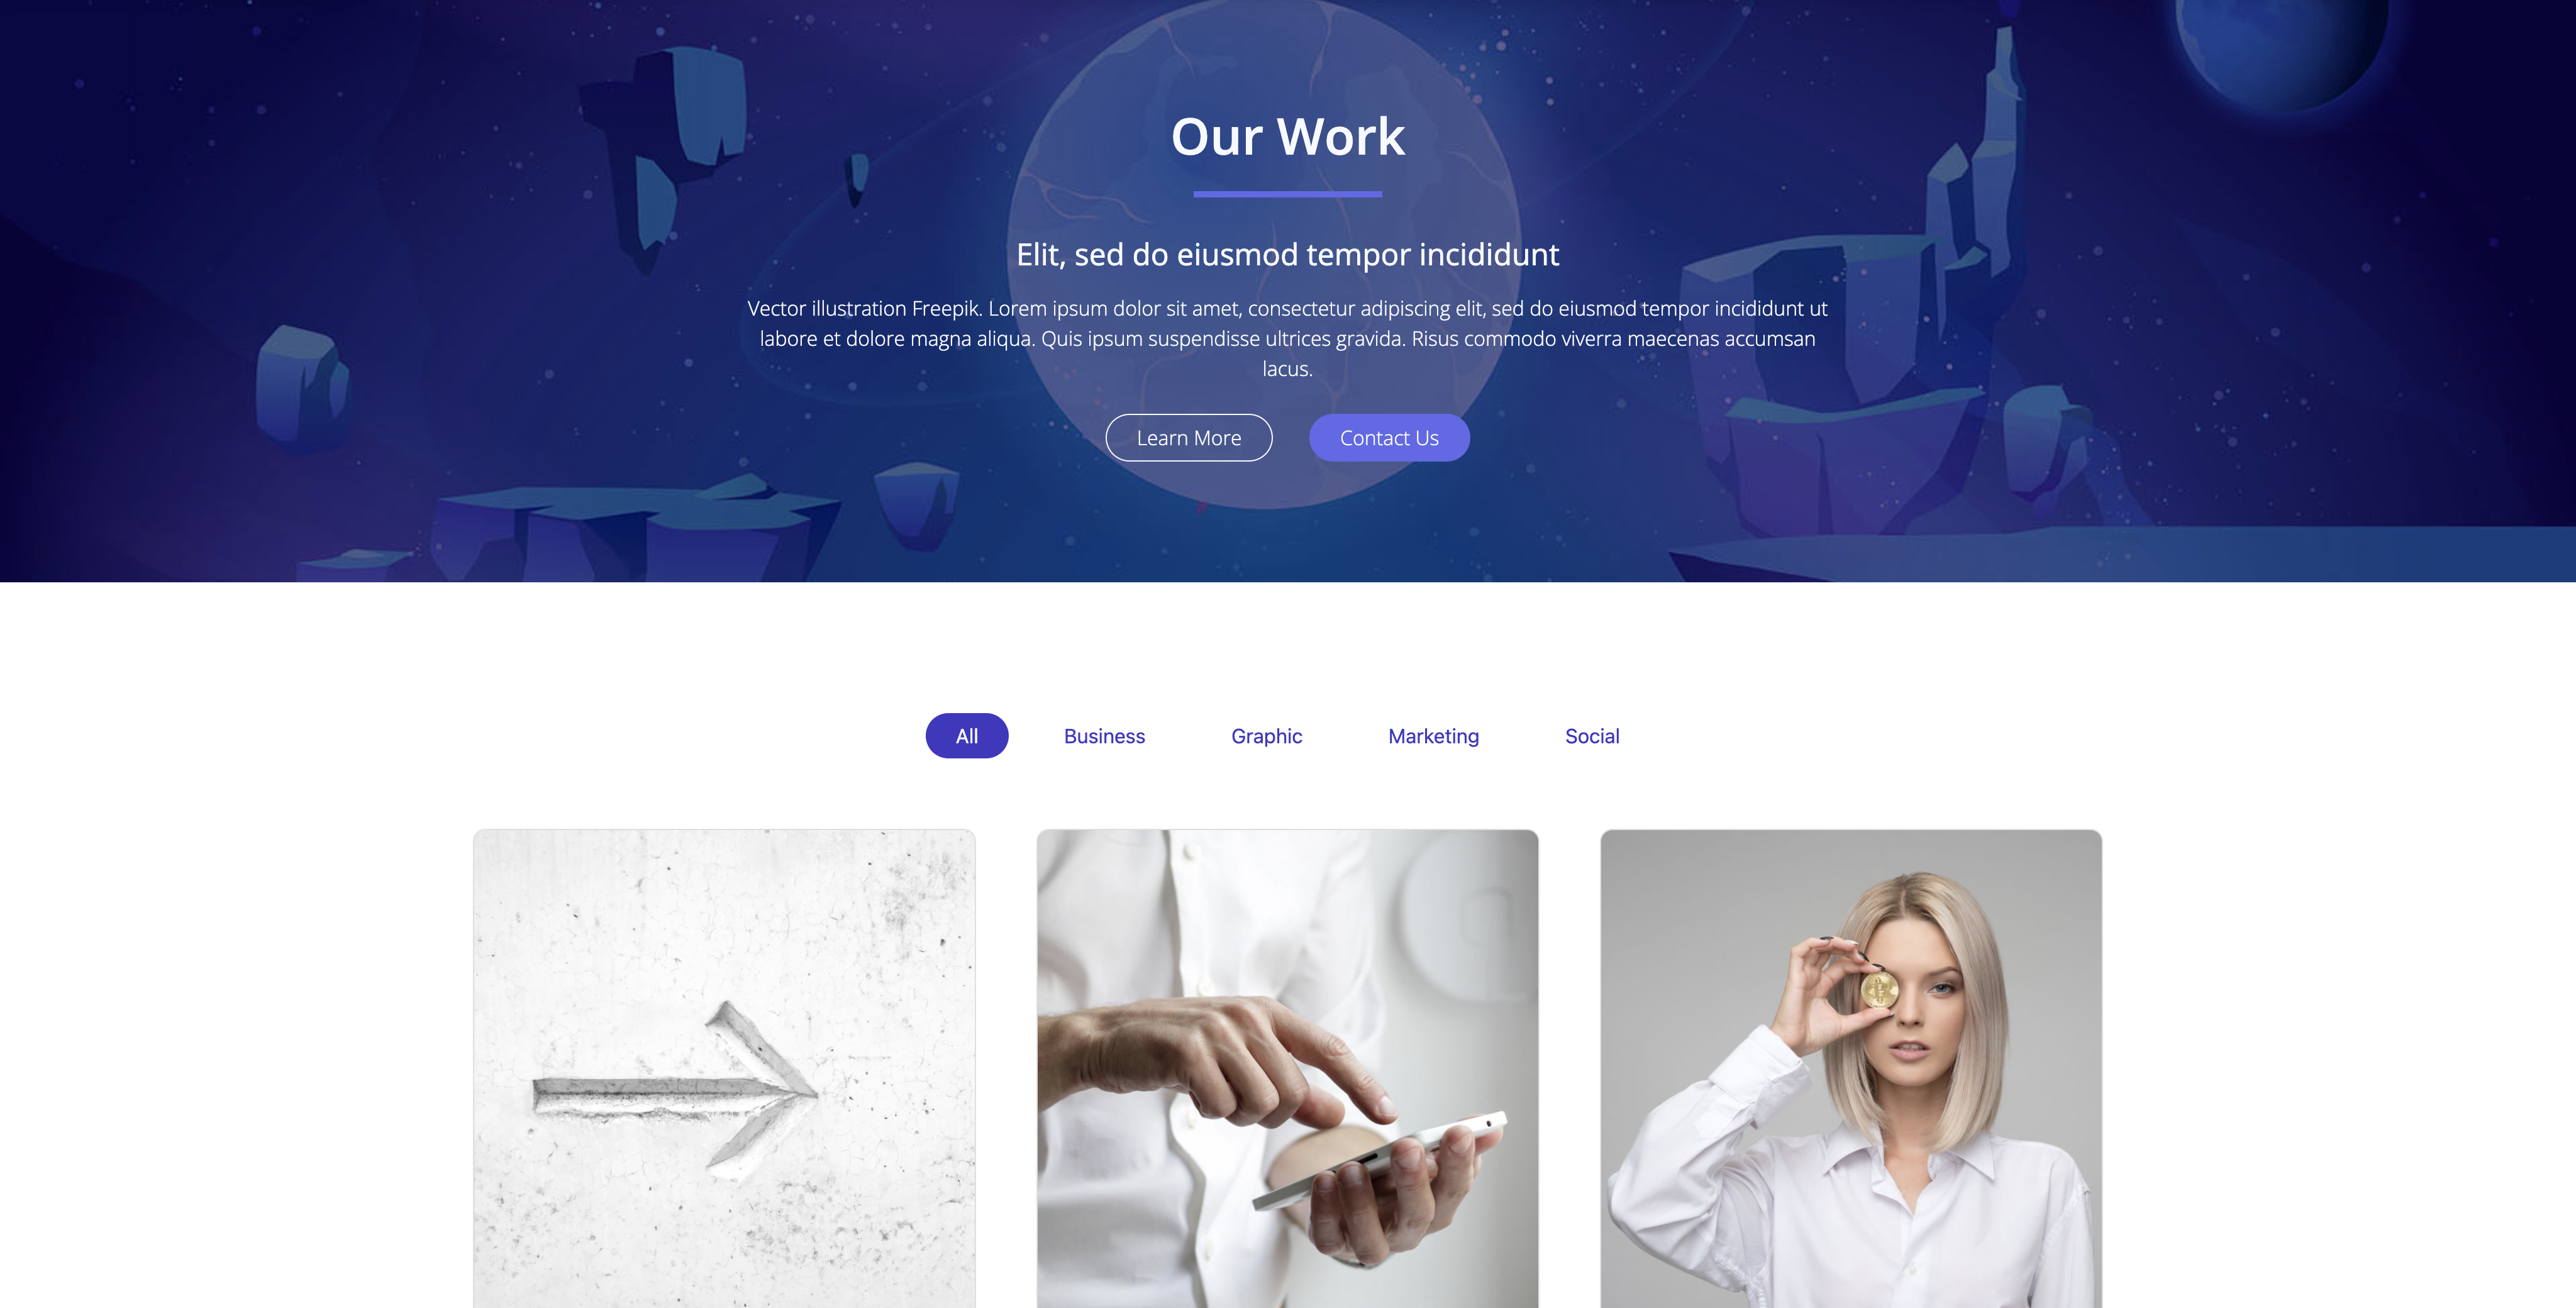 Our Work
Elit, sed do eiusmod tempor incididunt
Vector illustration Freepik. Lorem ipsum dolor sit amet, consectetur adipiscing elit, sed do eiusmod tempor incididunt ut
labore et dolore magna aliqua. Quis ipsum suspendisse ultrices gravida. Risus commodo viverra maecenas accumsan
lacus.
Learn More
Contact Us
All
Business
Graphic
Marketing
Social